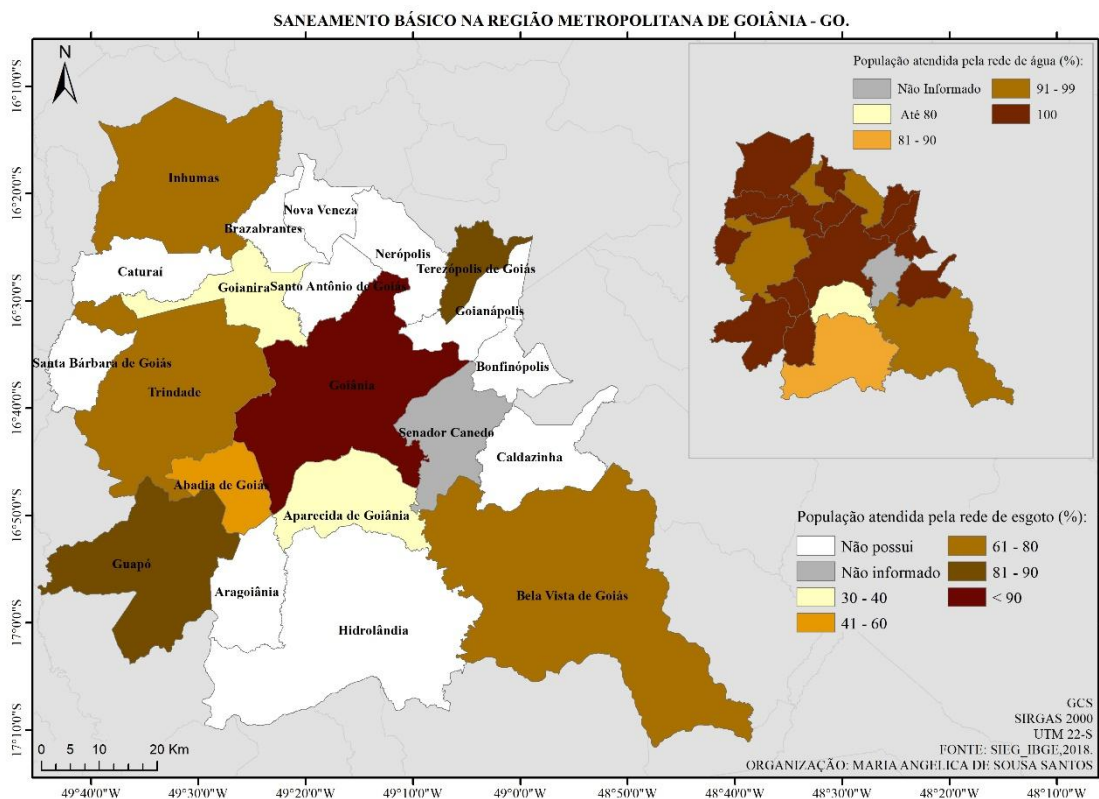 SANEAMENTO BÁSICO NA REGIÃO METROPOLITANA DE GOIÂNIA - GO.
N
16°10'0"S
16°20'0"S
16°30'0"S
16°40'0"S
16°50'0"S
17°0'0"S
17°10'0"S
População atendida pela rede de água (%):
Não Informado
Até 80
81 - 90
91 - 99
100
Inhumas
Nova Veneza
Brazabrantes
Nerópolis
Terezópolis de Goiás
Caturaí
Goianira
Santo Antônio de Goiás
Goianápolis
Santa Bárbara de Goiás
Bonfinópolis
Goiânia
Trindade
Senador Canedo
Caldazinha
Abadia de Goiás
Aparecida de Goiânia
Guapó
Aragoiânia
Bela Vista de Goiás
Hidrolândia
População atendida pela rede de esgoto (%):
Não possui
Não informado
30 - 40
41 - 60
61 - 80
81 - 90
< 90
GCS
SIRGAS 2000
UTM 22-S
FONTE: SIEG_IBGE,2018.
ORGANIZAÇÃO: MARIA ANGELICA DE SOUSA SANTOS
0 5 10 20 Km
49°40'0"W 49°30'0"W 49°20'0"W 49°10'0"W 49°0'0"W 48°50'0"W 48°40'0"W 48°30'0"W 48°20'0"W 48°10'0"W